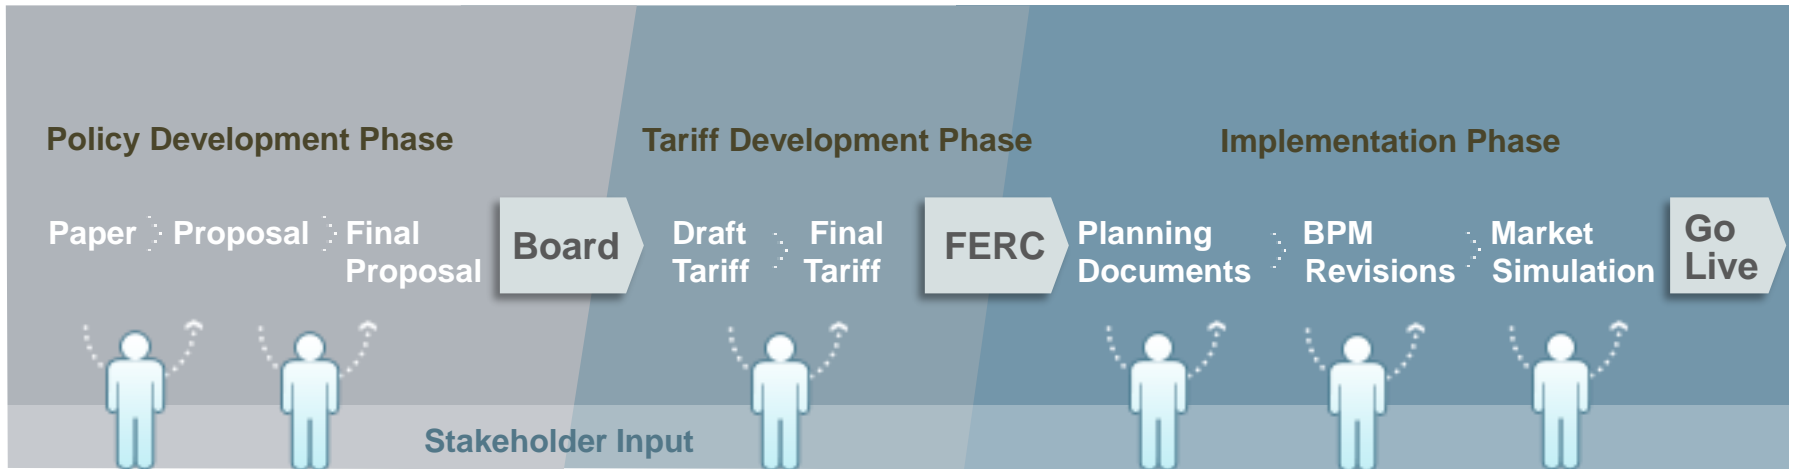 Policy Development Phase
Tariff Development Phase
Implementation Phase
Paper
Proposal
Final
Proposal
Board
Draft
Tariff
Final
Tariff
FERC
Planning
Documents
BPM
Revisions
Market
Simulation
Go
Live
Stakeholder Input